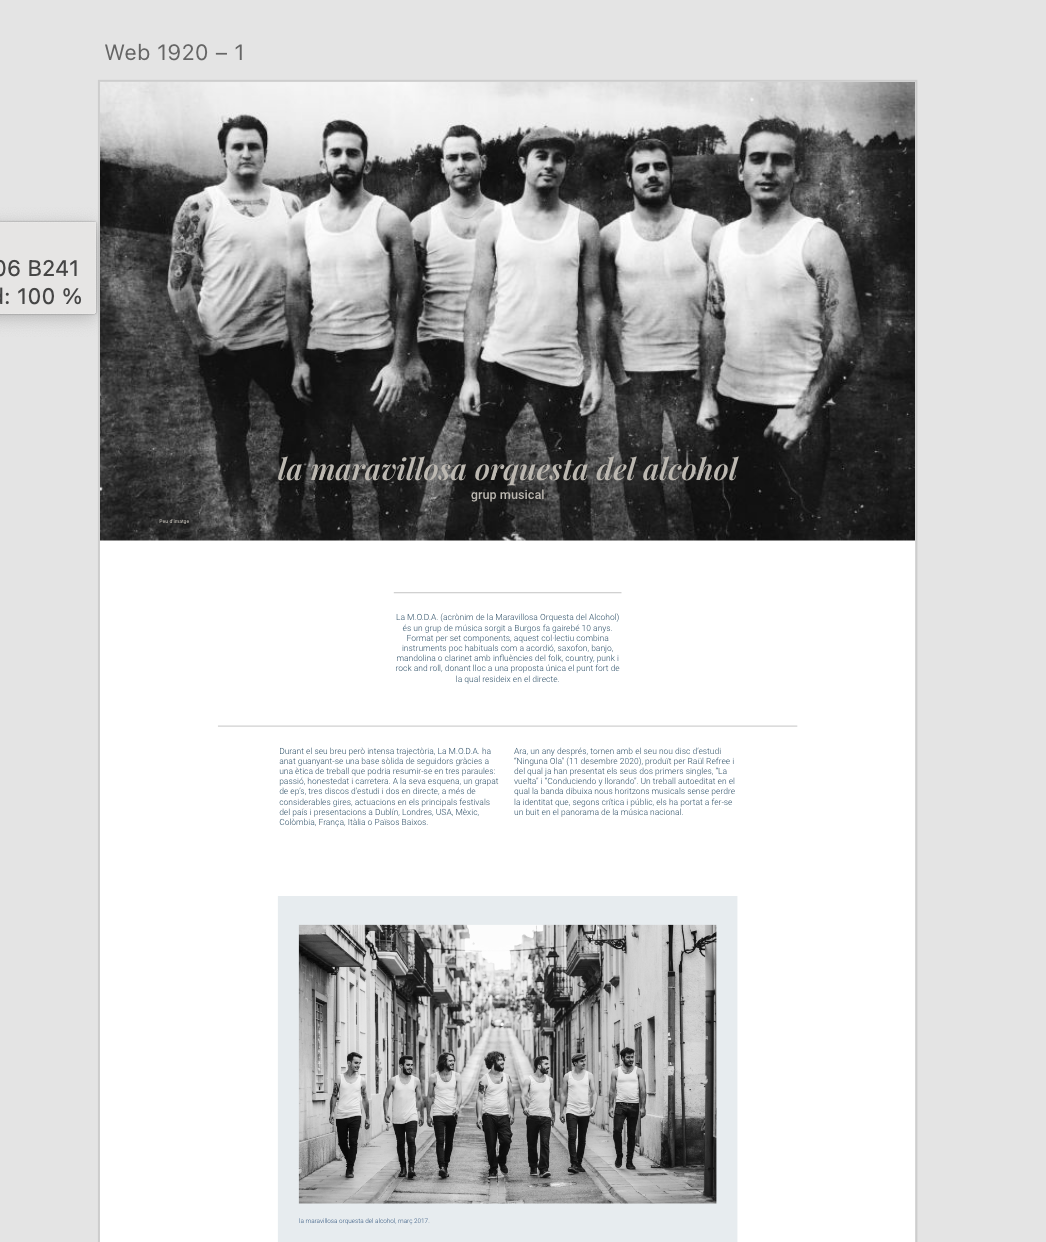 Web 1920 – 1
06 B241
: 100 %
la maravillosa orquesta del alcohol
grup musical
Peu d'imatge
La M.O.D.A. (acrònim de la Maravillosa Orquesta del Alcohol)
és un grup de música sorgit a Burgos fa gairebé 10 anys.
Format per set components, aquest col·lectiu combina
instruments poc habituals com a acordió, saxofon, banjo,
mandolina o clarinet amb influències del folk, country, punk i
rock and roll, donant lloc a una proposta única el punt fort de
la qual resideix en el directe.
Durant el seu breu però intensa trajectòria, La M.O.D.A. ha
anat guanyant-se una base sòlida de seguidors gràcies a
una ètica de treball que podria resumir-se en tres paraules:
passió, honestedat i carretera. A la seva esquena, un grapat
de ep's, tres discos d'estudi i dos en directe, a més de
considerables gires, actuacions en els principals festivals
del país i presentacions a Dublín, Londres, USA, Mèxic,
Colòmbia, França, Itàlia o Països Baixos.
Ara, un any després, tornen amb el seu nou disc d'estudi
"Ninguna Ola" (11 desembre 2020), produït per Raül Refree i
del qual ja han presentat els seus dos primers singles, "La
vuelta" i "Conduciendo y llorando". Un treball autoeditat en el
qual la banda dibuixa nous horitzons musicals sense perdre
la identitat que, segons crítica i públic, els ha portat a fer-se
un buit en el panorama de la música nacional.
la maravillosa orquesta del alcohol, març 2017.